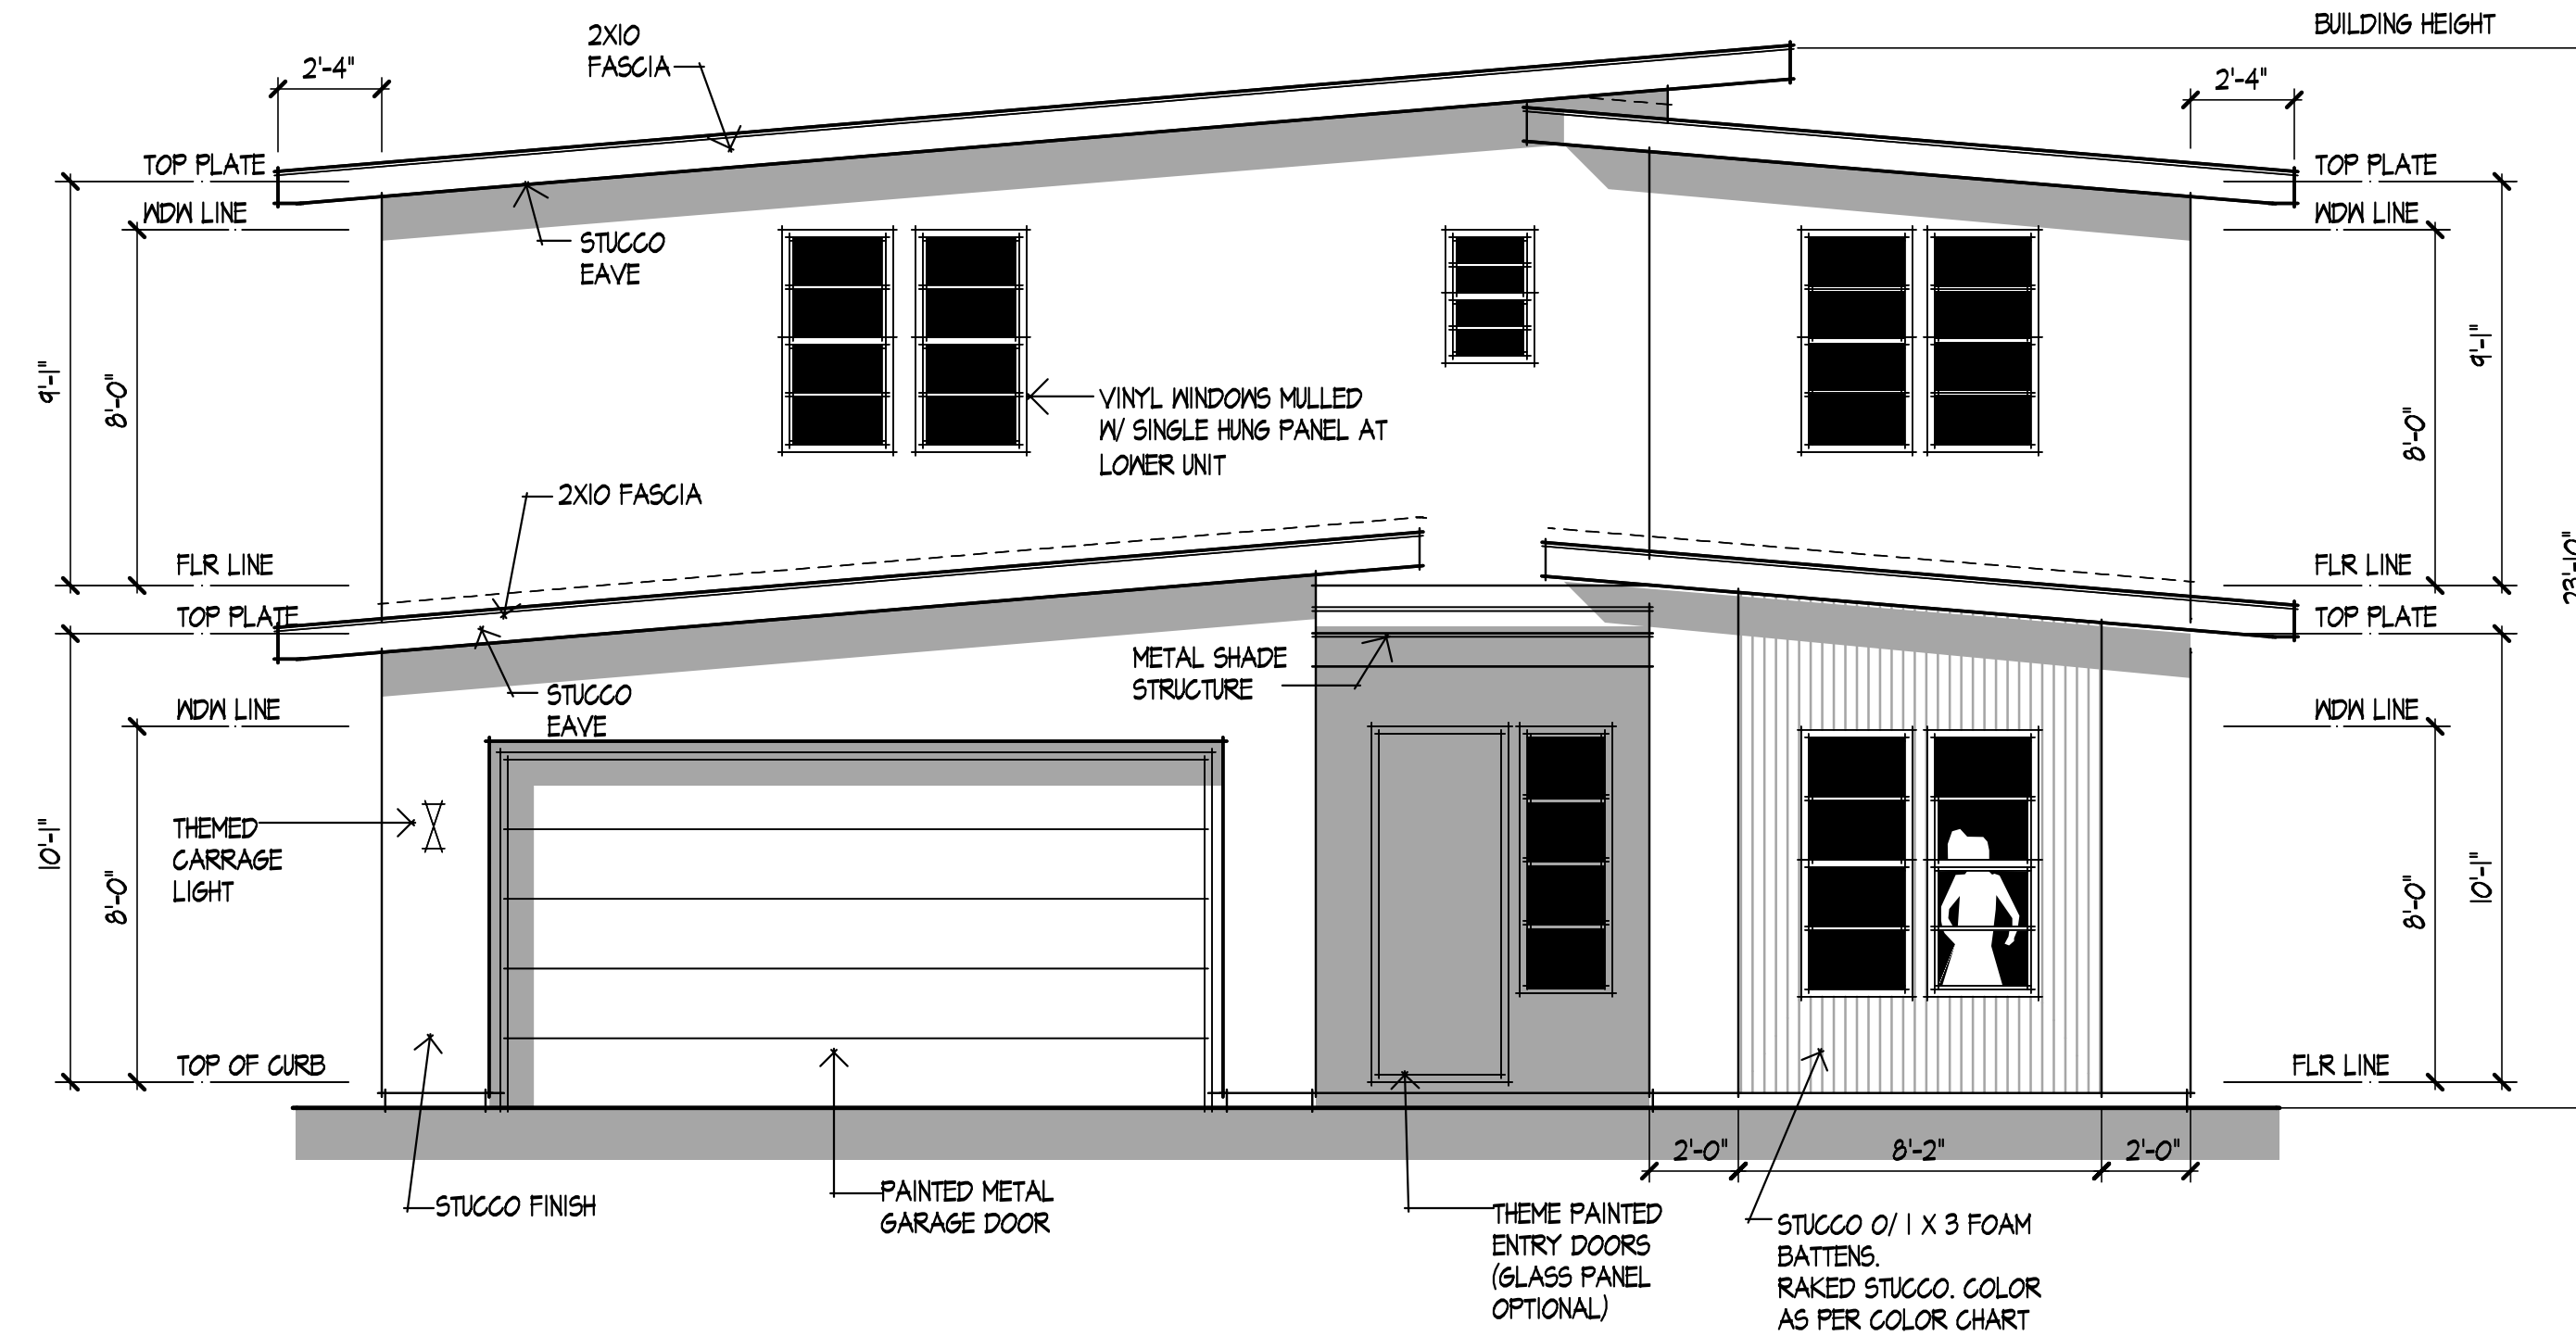 BUILDING HEIGHT
2X10
FASCIA
2'-4"
2'-4"
TOP PLATE
TOP PLATE
WDW LINE
WDW LINE
STUCCO
EAVE
9'-1"
8'-0"
9'-1"
8'-0"
VINYL WINDOWS MULLED
W/ SINGLE HUNG PANEL AT
LOWER UNIT
2X10 FASCIA
FLR LINE
FLR LINE
23'-10"
TOP PLATE
TOP PLATE
METAL SHADE
STRUCTURE
STUCCO
EAVE
WDW LINE
WDW LINE
THEMED
CARRAGE
LIGHT
10'-1"
8'-0"
10'-1"
8'-0"
TOP OF CURB
FLR LINE
2'-0"
8'-2"
2'-0"
STUCCO FINISH
PAINTED METAL
GARAGE DOOR
THEME PAINTED
ENTRY DOORS
(GLASS PANEL
OPTIONAL)
STUCCO O/ 1 X 3 FOAM
BATTENS.
RAKED STUCCO. COLOR
AS PER COLOR CHART